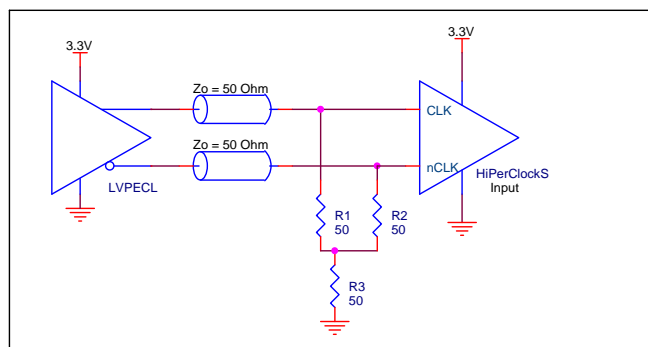 3.3V
3.3V
Zo = 50 Ohm
CLK
Zo = 50 Ohm
nCLK
LVPECL
HiPerClockS
Input
R1
50
R2
50
R3
50